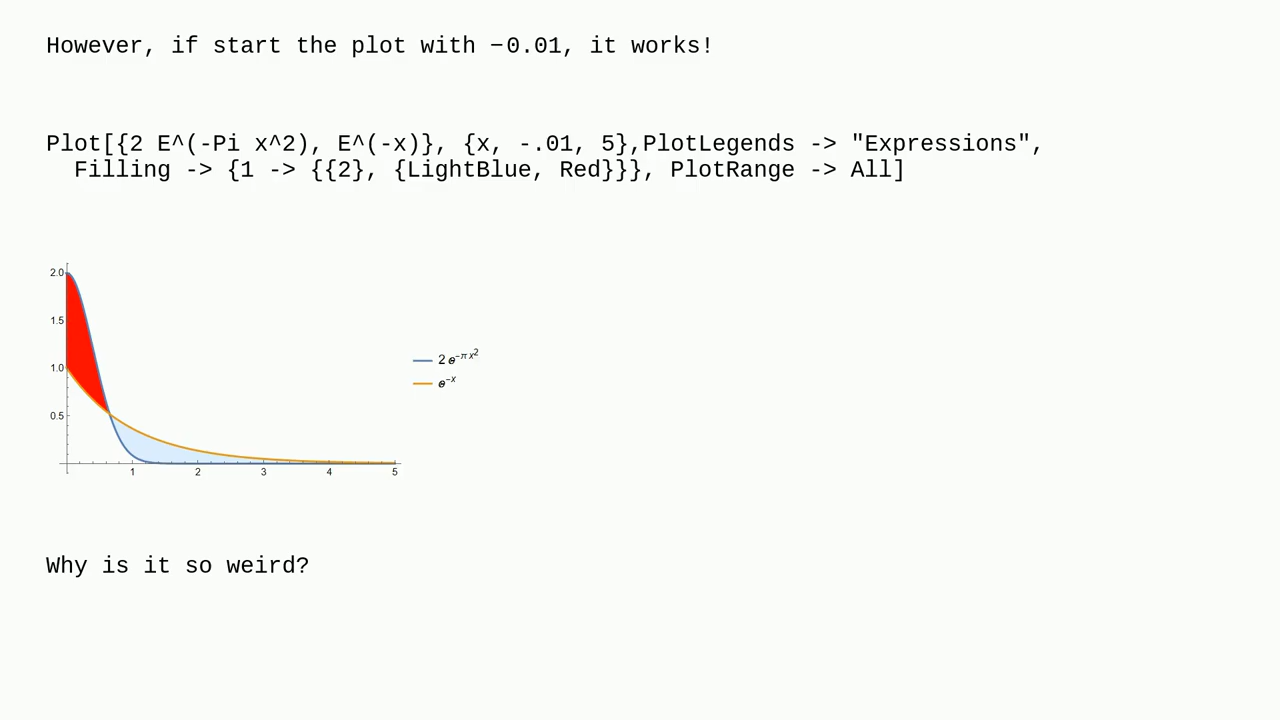 However, if start the plot with −0.01, it works!
Plot[{2 E^(-Pi x^2), E^(-x)}, {x, -.01, 5},PlotLegends -> "Expressions",
Filling -> {1 -> {{2}, {LightBlue, Red}}}, PlotRange -> All]
2.0
1.5
1.0
0.5
1 2 3 4 5
2 e^{-π x^2}
e^{-x}
Why is it so weird?